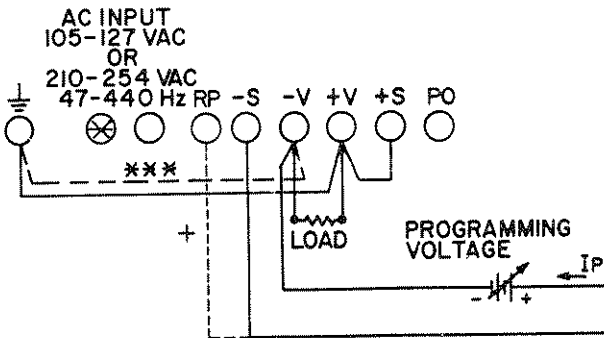 AC INPUT
105-127 VAC
OR
210-254 VAC
47-440 Hz RP -S -V +V +S PO
***
+
LOAD
PROGRAMMING
VOLTAGE
IP
- +